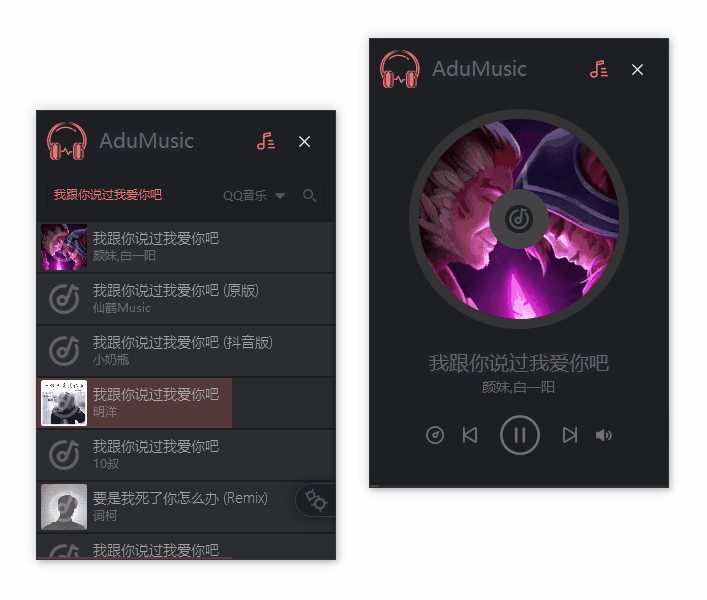 AduMusic
我跟你说过我爱你吧
QQ音乐
我跟你说过我爱你吧
颜妹,白一阳
我跟你说过我爱你吧 (原版)
仙鹤Music
我跟你说过我爱你吧 (抖音版)
小奶瓶
我跟你说过我爱你吧
明洋
我跟你说过我爱你吧
10叔
要是我死了你怎么办 (Remix)
词柯
我跟你说过我爱你吧
AduMusic
我跟你说过我爱你吧
颜妹,白一阳